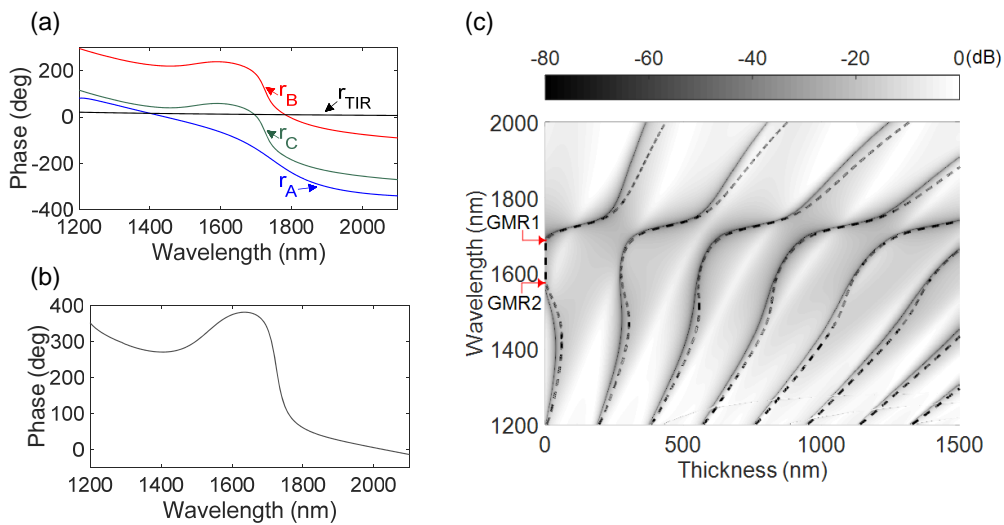 (a)
200
0
-200
-400
Phase (deg)
r_B
r_TIR
r_C
r_A
1200 1400 1600 1800 2000
Wavelength (nm)
(b)
400
300
200
100
0
Phase (deg)
1200 1400 1600 1800 2000
Wavelength (nm)
(c)
-80 -60 -40 -20 0(dB)
2000
1800
1600
1400
1200
Wavelength (nm)
GMR1
GMR2
0 500 1000 1500
Thickness (nm)